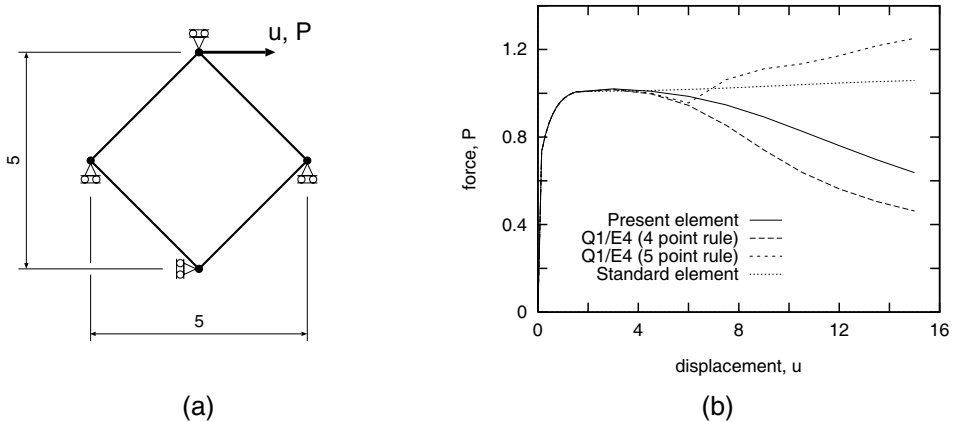 u, P
5
5
(a)
force, P
1.2
0.8
0.4
0
Present element
Q1/E4 (4 point rule)
Q1/E4 (5 point rule)
Standard element
0 4 8 12 16
displacement, u
(b)